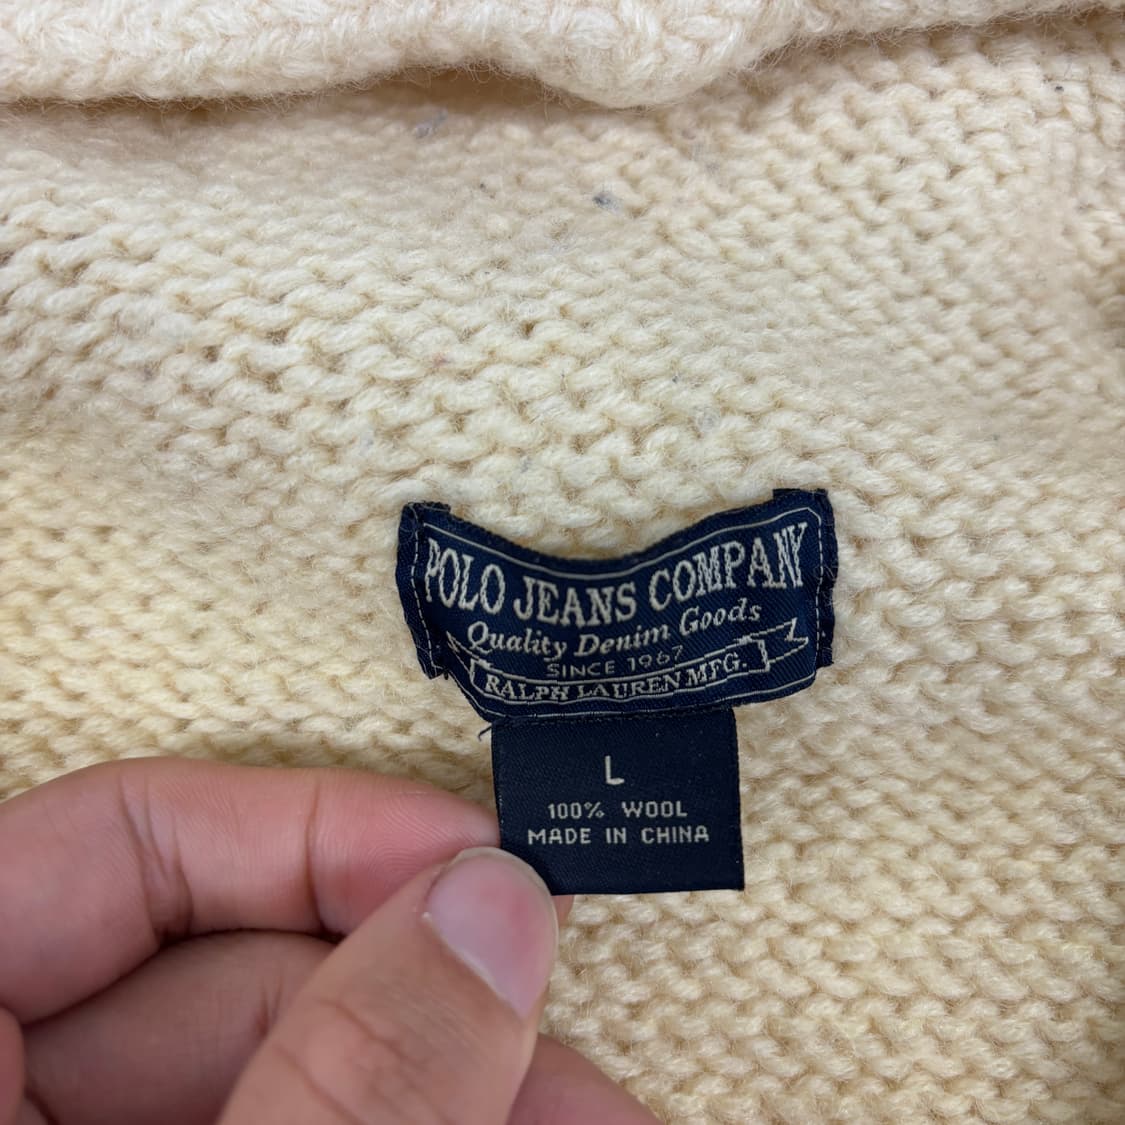 POLO JEANS COMPANY
Quality Denim Goods
SINCE 1967
RALPH LAUREN MFG.
L
100% WOOL
MADE IN CHINA